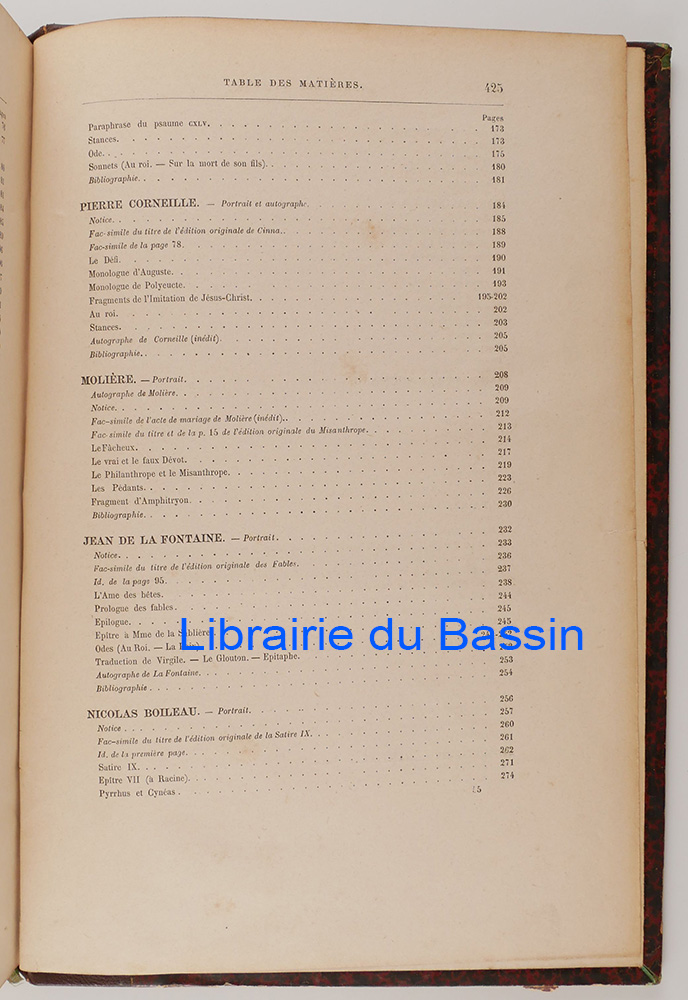 TABLE DES MATIÈRES. 425
Pages
Paraphrase du psaume CXLV. 173
Stances. 173
Ode. 175
Sonnets (Au roi. — Sur la mort de son fils). 180
Bibliographie. 181
PIERRE CORNEILLE. — Portrait et autographe. 184
Notice. 185
Fac-simile du titre de l'édition originale de Cinna. 188
Fac-simile de la page 78. 189
Le Défi. 190
Monologue d'Auguste. 191
Monologue de Polyeucte. 193
Fragments de l'Imitation de Jésus-Christ. 195-202
Au roi. 202
Stances. 203
Autographe de Corneille (inédit). 205
Bibliographie. 205
MOLIÈRE. — Portrait. 208
Autographe de Molière. 209
Notice. 209
Fac-simile de l'acte de mariage de Molière (inédit). 212
Fac-simile du titre et de la p. 15 de l'édition originale du Misanthrope. 213
Le Fâcheux. 214
Le vrai et le faux Dévot. 217
Le Philanthrope et le Misanthrope. 219
Les Pédants. 223
Fragment d'Amphitryon. 226
Bibliographie. 230
JEAN DE LA FONTAINE. — Portrait. 232
Notice. 233
Fac-simile du titre de l'édition originale des Fables. 236
Id. de la page 95. 237
L'Ame des bêtes. 238
Prologue des fables. 244
Epilogue. 245
Epître à Mme de la Sablière 245
Odes (Au Roi. — La
Traduction de Virgile. — Le Glouton. — Epitaphe.
Autographe de La Fontaine. 253
Bibliographie. 254
Librairie du Bassin
NICOLAS BOILEAU. — Portrait. 256
Notice 257
Fac-simile du titre de l'édition originale de la Satire IX. 260
Id. de la première page. 261
Satire IX. 262
Epître VII (à Racine). 271
Pyrrhus et Cynéas. 274